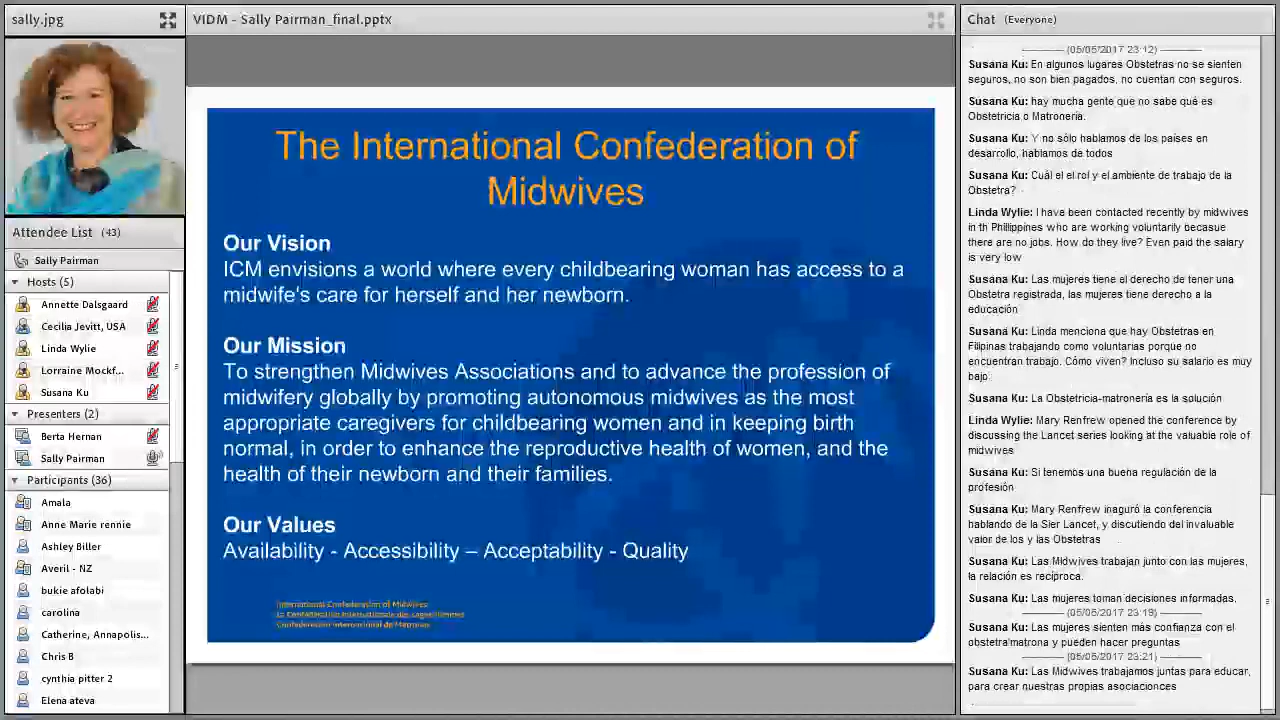 sally.jpg
Attendee List (43)
Sally Pairman
Hosts (5)
Annette Dalsgaard
Cecilia Jevitt, USA
Linda Wylie
Lorraine Mockf...
Susana Ku
Presenters (2)
Berta Hernan
Sally Pairman
Participants (36)
Amala
Anne Marie rennie
Ashley Biller
Averil - NZ
bukie afolabi
carolina
Catherine, Annapolis...
Chris B
cynthia pitter 2
Elena ateva
VIDM - Sally Pairman_final.pptx
The International Confederation of
Midwives
Our Vision
ICM envisions a world where every childbearing woman has access to a
midwife's care for herself and her newborn.
Our Mission
To strengthen Midwives Associations and to advance the profession of
midwifery globally by promoting autonomous midwives as the most
appropriate caregivers for childbearing women and in keeping birth
normal, in order to enhance the reproductive health of women, and the
health of their newborn and their families.
Our Values
Availability - Accessibility – Acceptability - Quality
International Confederation of Midwives
Chat (Everyone)
(05/05/2017 23:12)
Susana Ku: En algunos lugares Obstetras no se sienten
seguros, no son bien pagados, no cuentan con seguros.
Susana Ku: hay mucha gente que no sabe qué es
Obstetricia o Matronería.
Susana Ku: Y no sólo hablamos de los países en
desarrollo, hablamos de todos
Susana Ku: Cuál el el rol y el ambiente de trabajo de la
Obstetra?
Linda Wylie: I have been contacted recently by midwives
in th Philippines who are working voluntarily becasue
there are no jobs. How do they live? Even paid the salary
is very low
Susana Ku: Las mujeres tiene el derecho de tener una
Obstetra registrada, las mujeres tiene derecho a la
educación
Susana Ku: Linda menciona que hay Obstetras en
Filipinas trabajando como voluntarias porque no
encuentran trabajo. Cómo viven? Incluso su salario es muy
bajo
Susana Ku: La Obstetricia-matronería es la solución
Linda Wylie: Mary Renfrew opened the conference by
discussing the Lancet series looking at the valuable role of
midwives
Susana Ku: Si tenemos una buena regulación de la
profesión
Susana Ku: Mary Renfrew inaguró la conferencia
hablando de la Sier Lancet, y discutiendo del invaluable
valor de los y las Obstetras
Susana Ku: Las Midwives trabajan junto con las mujeres,
la relación es recíproca.
Susana Ku: Las mujeres toman decisiones informadas.
(05/05/2017 23:18)
Susana Ku: Las mujeres tienen más confianza con el
obstetra/matrona y pueden hacer preguntas
(05/05/2017 23:21)
Susana Ku: Las Midwives trabajamos juntas para educar,
para crear nuestras propias asociacionces